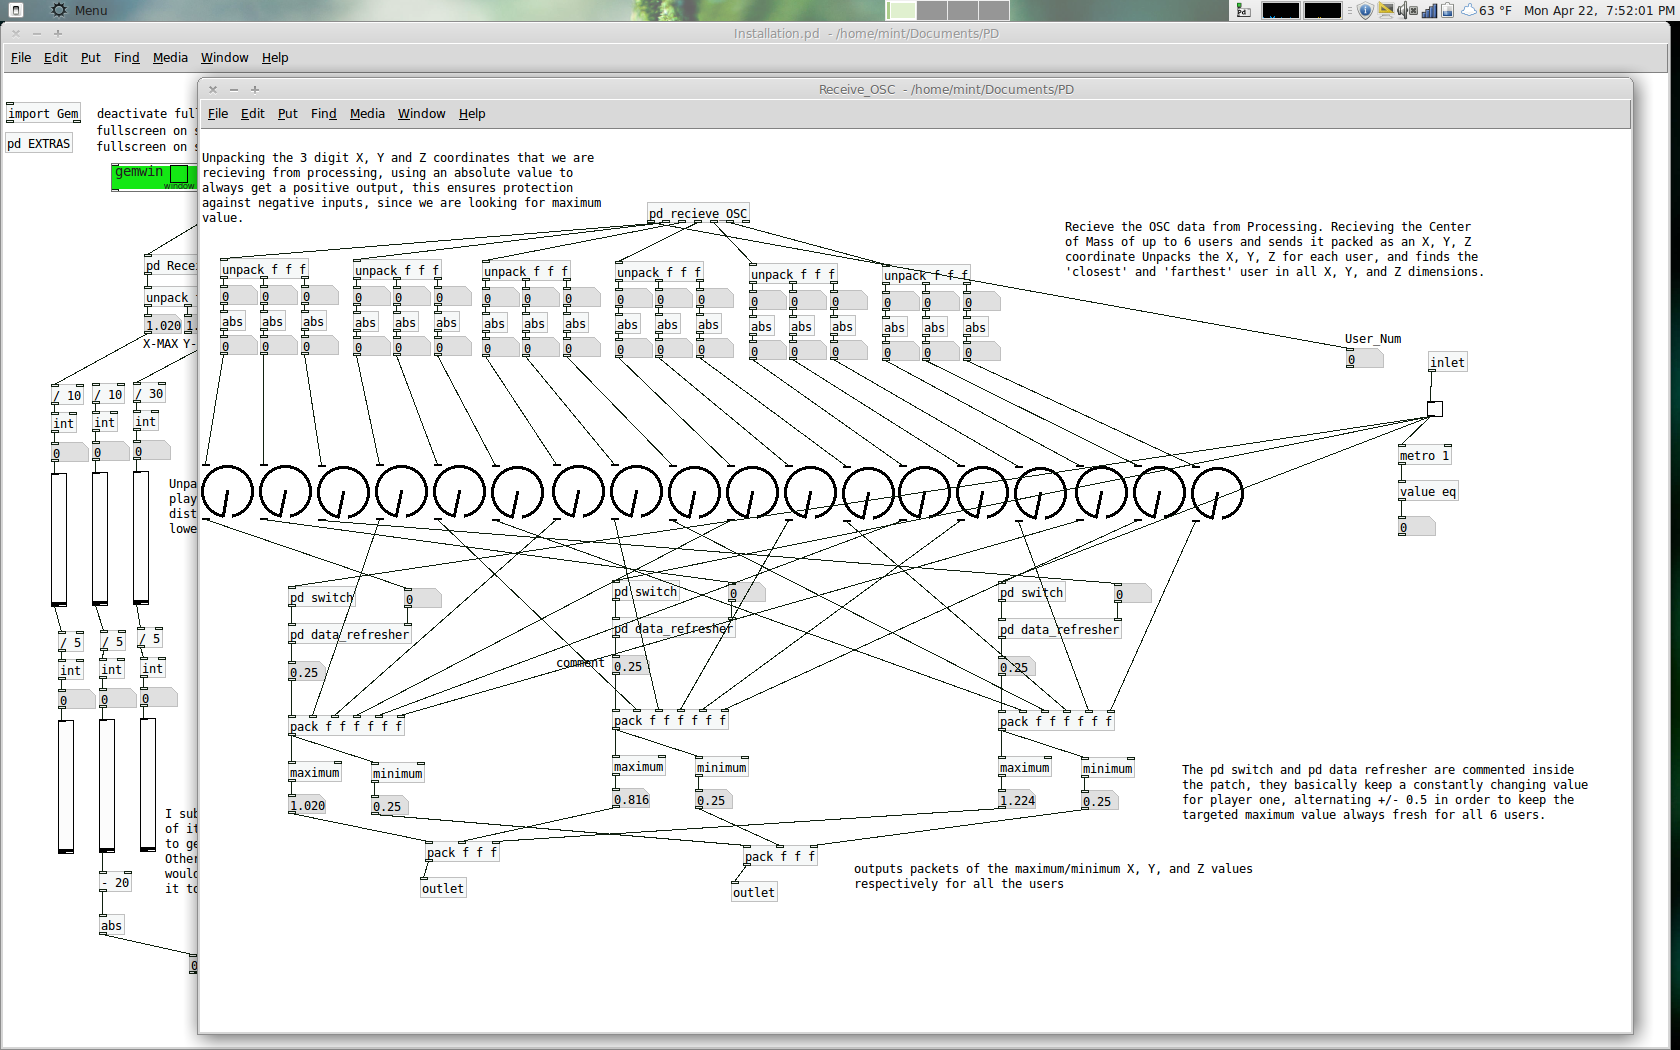 Menu
Pd
63 °F
Mon Apr 22, 7:52:01 PM
Installation.pd - /home/mint/Documents/PD
File Edit Put Find Media Window Help
import Gem
pd EXTRAS
deactivate ful
fullscreen on s
fullscreen on s
gemwin
window
pd Recei
unpack
1.020 1.
X-MAX Y-
/ 10 / 10 / 30
int int int
0 0 0
Unpa
play
dist
lowe
/ 5 / 5 / 5
int int int
0 0 0
I sub
of it
to ge
Other
would
it to
- 20
abs
0
Receive_OSC - /home/mint/Documents/PD
File Edit Put Find Media Window Help
Unpacking the 3 digit X, Y and Z coordinates that we are
recieving from processing, using an absolute value to
always get a positive output, this ensures protection
against negative inputs, since we are looking for maximum
value.
pd recieve OSC
Recieve the OSC data from Processing. Recieving the Center
of Mass of up to 6 users and sends it packed as an X, Y, Z
coordinate Unpacks the X, Y, Z for each user, and finds the
'closest' and 'farthest' user in all X, Y, and Z dimensions.
unpack f f f unpack f f f unpack f f f unpack f f f unpack f f f unpack f f f
0 0 0 0 0 0 0 0 0 0 0 0 0 0 0 0 0 0
abs abs abs abs abs abs abs abs abs abs abs abs abs abs abs abs abs abs
0 0 0 0 0 0 0 0 0 0 0 0 0 0 0 0 0 0
User_Num
0
inlet
metro 1
value eq
0
pd switch 0 pd switch 0 pd switch 0
pd data_refresher pd data_refresher pd data_refresher
comment
0.25 0.25 0.25
pack f f f f f f pack f f f f f f pack f f f f f f
maximum minimum maximum minimum maximum minimum
1.020 0.25 0.816 0.25 1.224 0.25
The pd switch and pd data refresher are commented inside
the patch, they basically keep a constantly changing value
for player one, alternating +/- 0.5 in order to keep the
targeted maximum value always fresh for all 6 users.
pack f f f pack f f f
outlet outlet
outputs packets of the maximum/minimum X, Y, and Z values
respectively for all the users